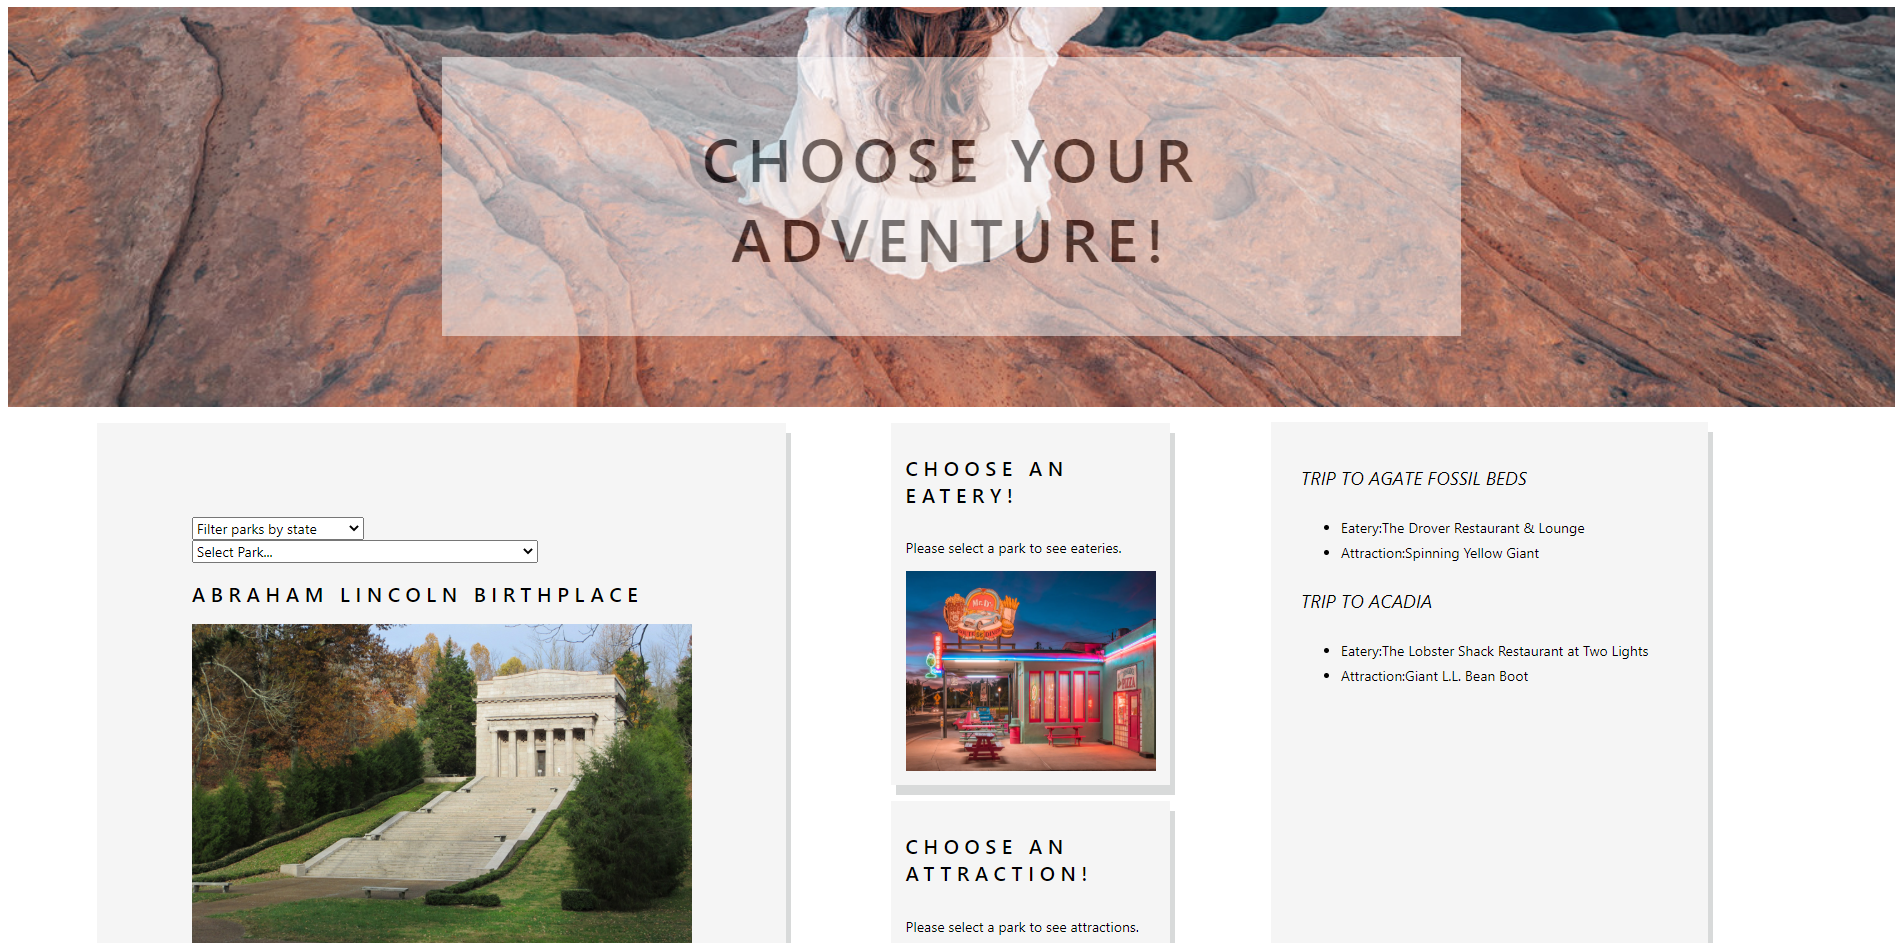 CHOOSE YOUR
ADVENTURE!
Filter parks by state
Select Park...
ABRAHAM LINCOLN BIRTHPLACE
CHOOSE AN
EATERY!
Please select a park to see eateries.
CHOOSE AN
ATTRACTION!
Please select a park to see attractions.
TRIP TO AGATE FOSSIL BEDS
Eatery:The Drover Restaurant & Lounge
Attraction:Spinning Yellow Giant
TRIP TO ACADIA
Eatery:The Lobster Shack Restaurant at Two Lights
Attraction:Giant L.L. Bean Boot